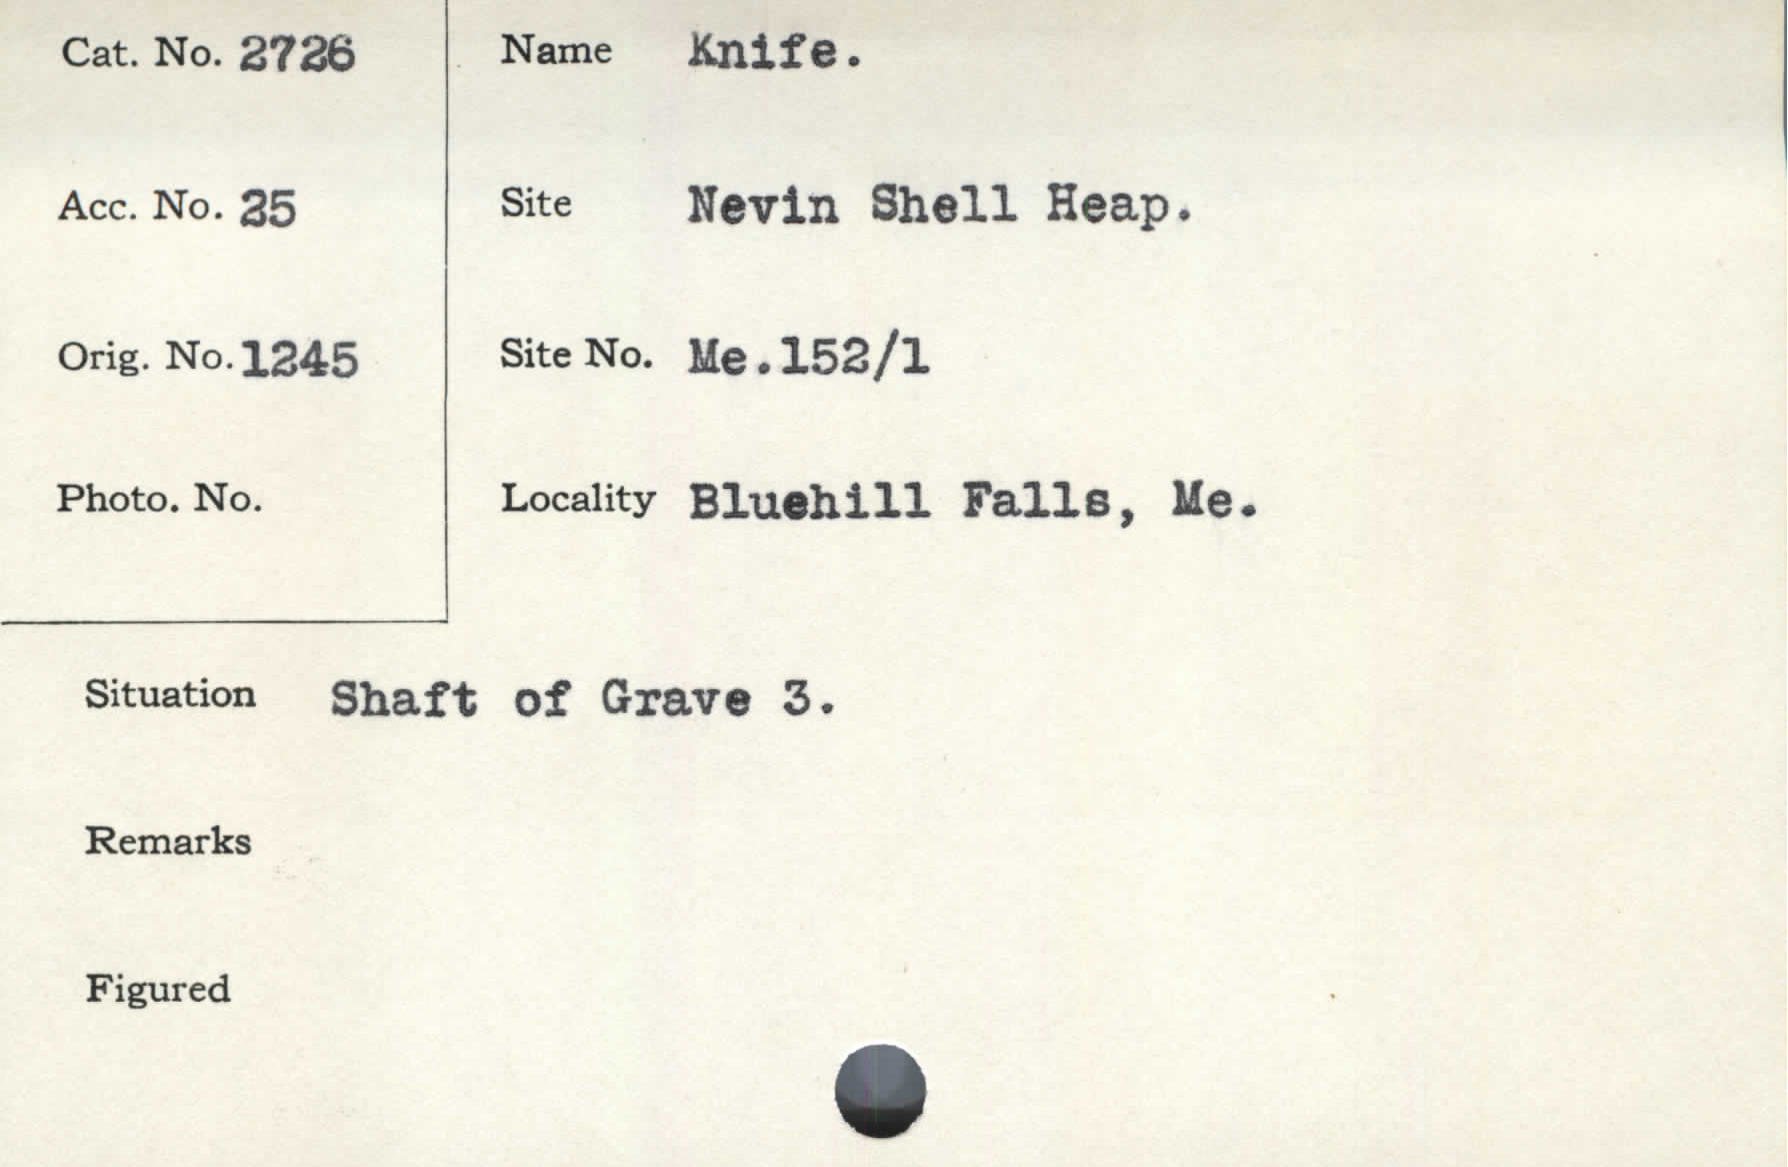 Cat. No. 2726
Name Knife.
Acc. No. 25
Site Nevin Shell Heap.
Orig. No. 1245
Site No. Me.152/1
Photo. No.
Locality Bluehill Falls, Me.
Situation Shaft of Grave 3.
Remarks
Figured